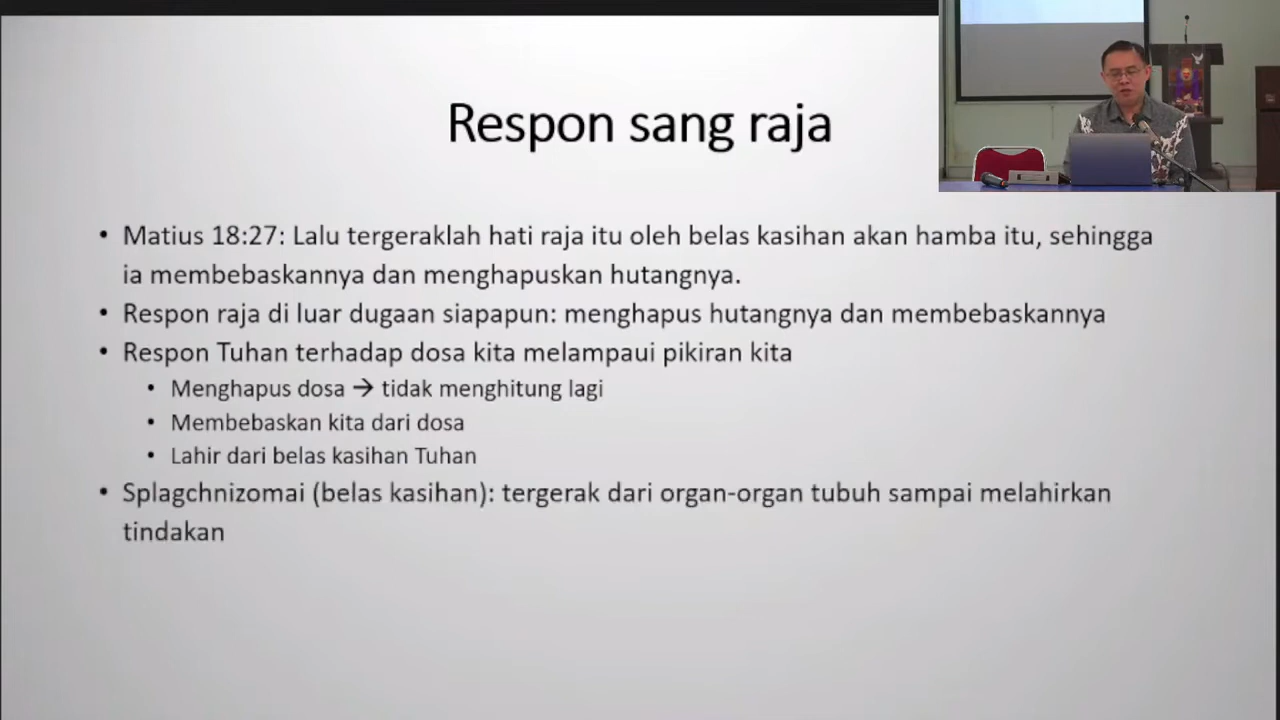 Respon sang raja
• Matius 18:27: Lalu tergeraklah hati raja itu oleh belas kasihan akan hamba itu, sehingga
ia membebaskannya dan menghapuskan hutangnya.
• Respon raja di luar dugaan siapapun: menghapus hutangnya dan membebaskannya
• Respon Tuhan terhadap dosa kita melampaui pikiran kita
• Menghapus dosa → tidak menghitung lagi
• Membebaskan kita dari dosa
• Lahir dari belas kasihan Tuhan
• Splagchnizomai (belas kasihan): tergerak dari organ-organ tubuh sampai melahirkan
tindakan